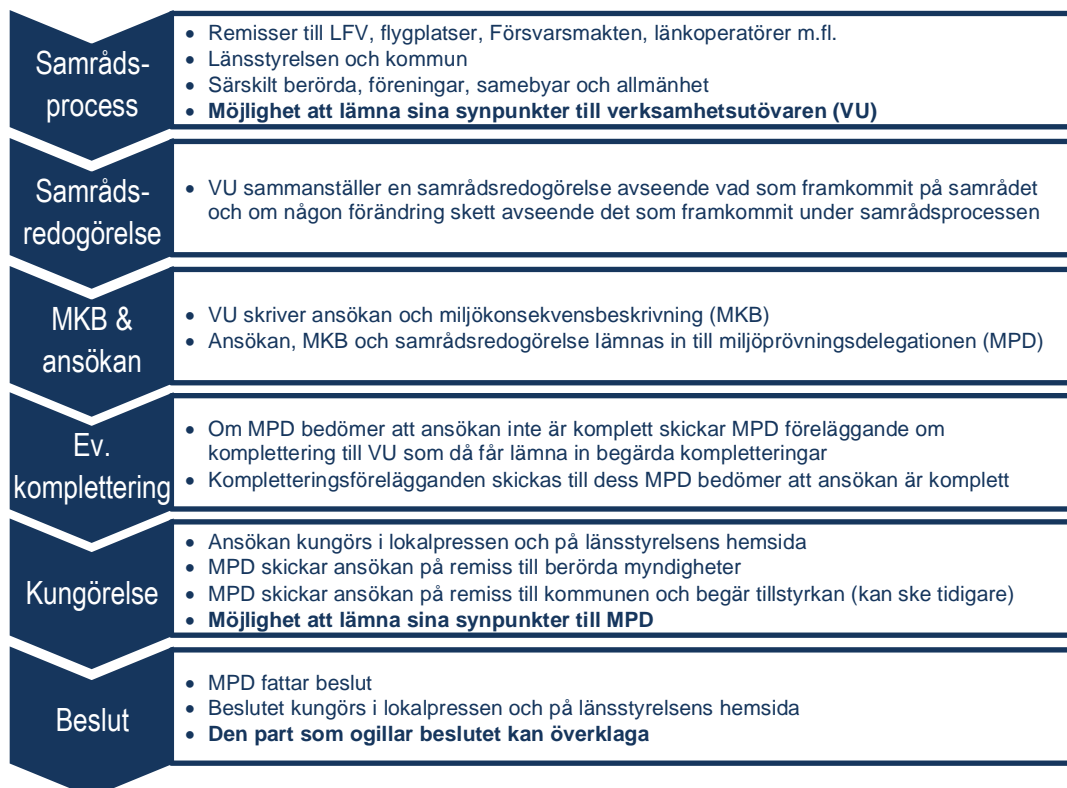 Samråds-
process
• Remisser till LFV, flygplatser, Försvarsmakten, länkoperatörer m.fl.
• Länsstyrelsen och kommun
• Särskilt berörda, föreningar, samebyar och allmänhet
• Möjlighet att lämna sina synpunkter till verksamhetsutövaren (VU)
Samråds-
redogörelse
• VU sammanställer en samrådsredogörelse avseende vad som framkommit på samrådet
och om någon förändring skett avseende det som framkommit under samrådsprocessen
MKB &
ansökan
• VU skriver ansökan och miljökonsekvensbeskrivning (MKB)
• Ansökan, MKB och samrådsredogörelse lämnas in till miljöprövningsdelegationen (MPD)
Ev.
komplettering
• Om MPD bedömer att ansökan inte är komplett skickar MPD föreläggande om
komplettering till VU som då får lämna in begärda kompletteringar
• Kompletteringsförelägganden skickas till dess MPD bedömer att ansökan är komplett
Kungörelse
• Ansökan kungörs i lokalpressen och på länsstyrelsens hemsida
• MPD skickar ansökan på remiss till berörda myndigheter
• MPD skickar ansökan på remiss till kommunen och begär tillstyrkan (kan ske tidigare)
• Möjlighet att lämna sina synpunkter till MPD
Beslut
• MPD fattar beslut
• Beslutet kungörs i lokalpressen och på länsstyrelsens hemsida
• Den part som ogillar beslutet kan överklaga